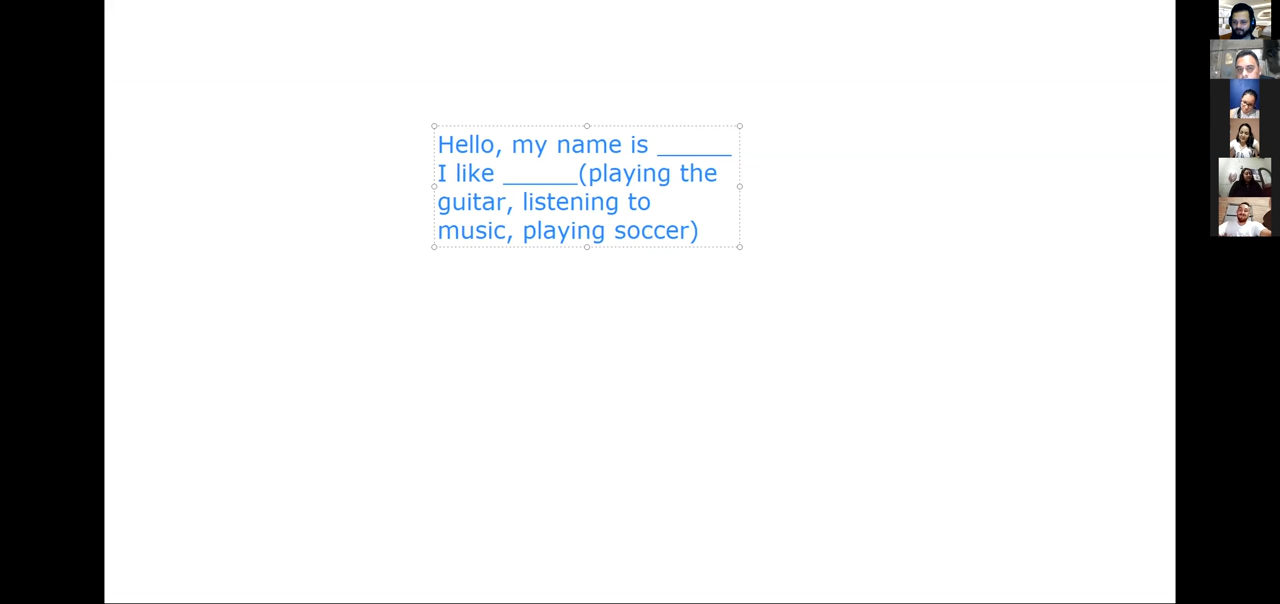 Hello, my name is ______
I like ______(playing the
guitar, listening to
music, playing soccer)